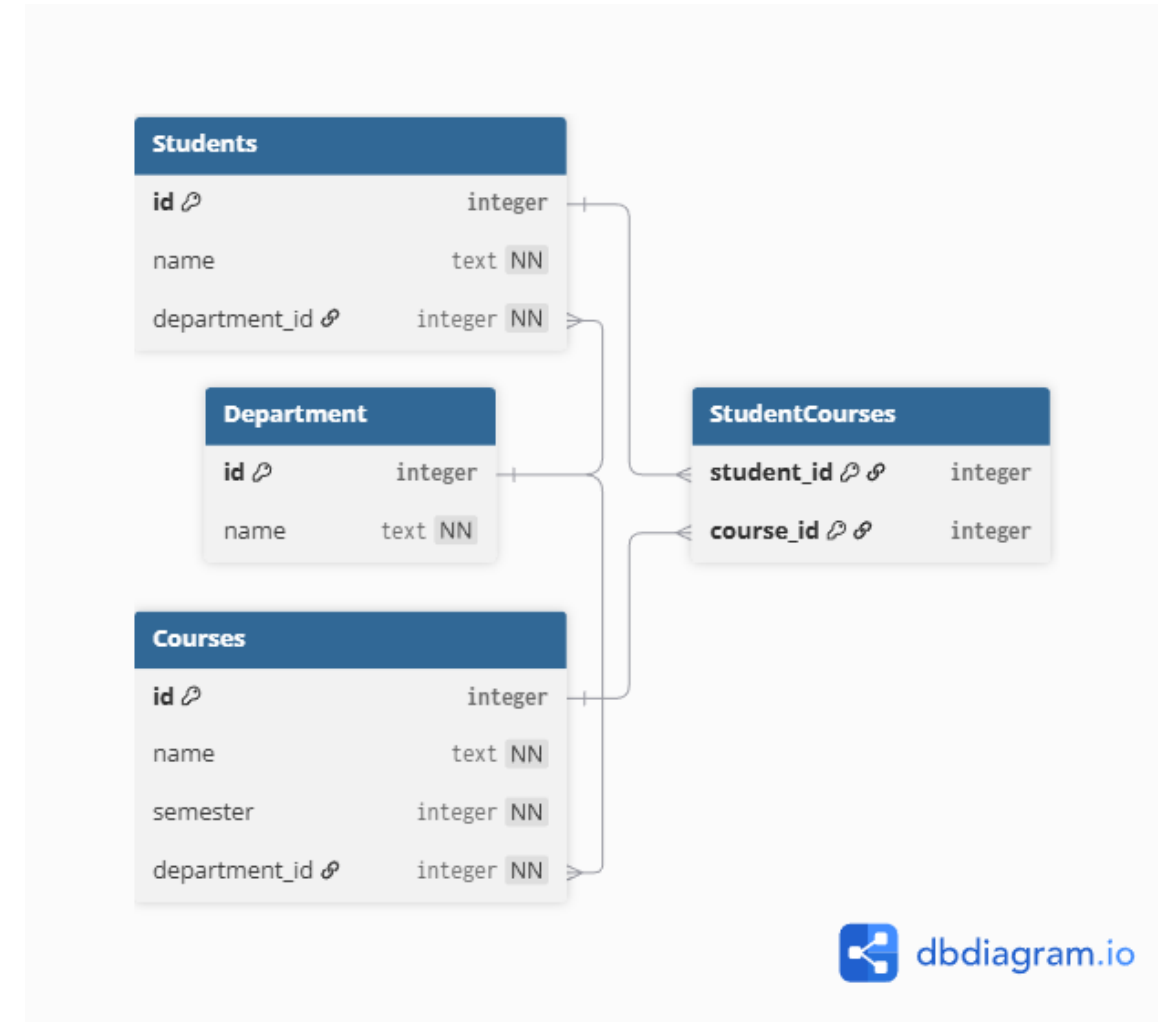 Students
id integer
name text NN
department_id integer NN
Department
id integer
name text NN
StudentCourses
student_id integer
course_id integer
Courses
id integer
name text NN
semester integer NN
department_id integer NN
dbdiagram.io